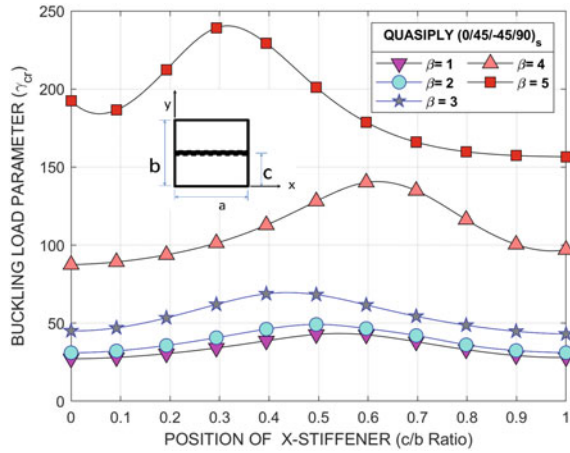 QUASIPLY (0/45/-45/90)s
β= 1
β= 4
β= 2
β= 5
β= 3
BUCKLING LOAD PARAMETER (γcr)
250
200
150
100
50
0
y
b
c
x
a
0
0.1
0.2
0.3
0.4
0.5
0.6
0.7
0.8
0.9
1
POSITION OF X-STIFFENER (c/b Ratio)